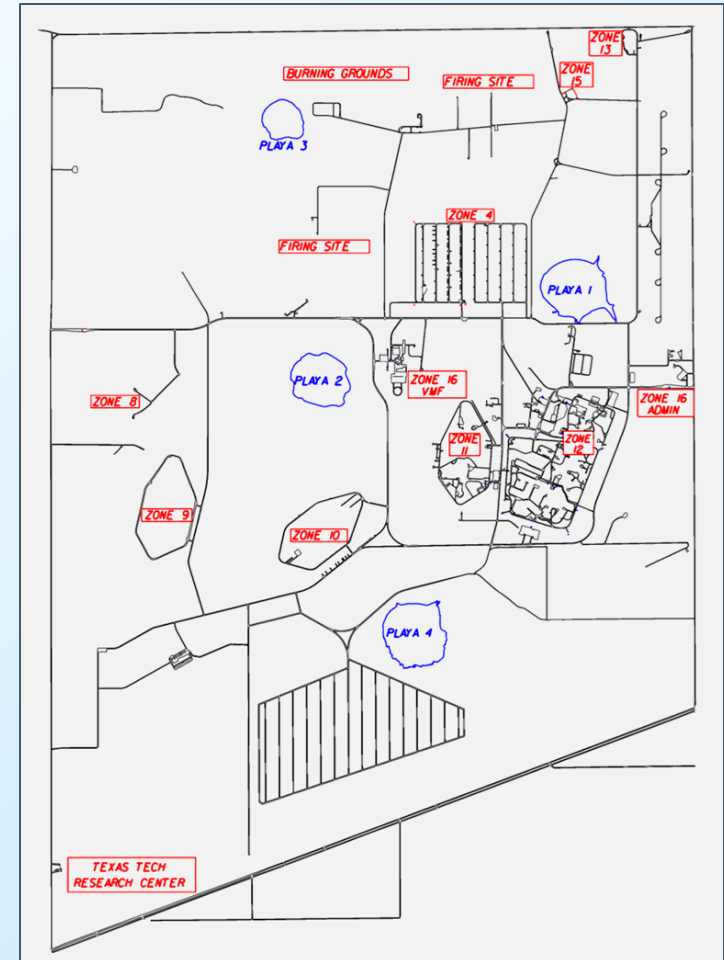 ZONE
13
BURNING GROUNDS
FIRING SITE
ZONE
15
PLAYA 3
ZONE 4
FIRING SITE
PLAYA 1
PLAYA 2
ZONE 16
VMF
ZONE 8
ZONE 16
ADMIN
ZONE
11
ZONE
12
ZONE 9
ZONE 10
PLAYA 4
TEXAS TECH
RESEARCH CENTER